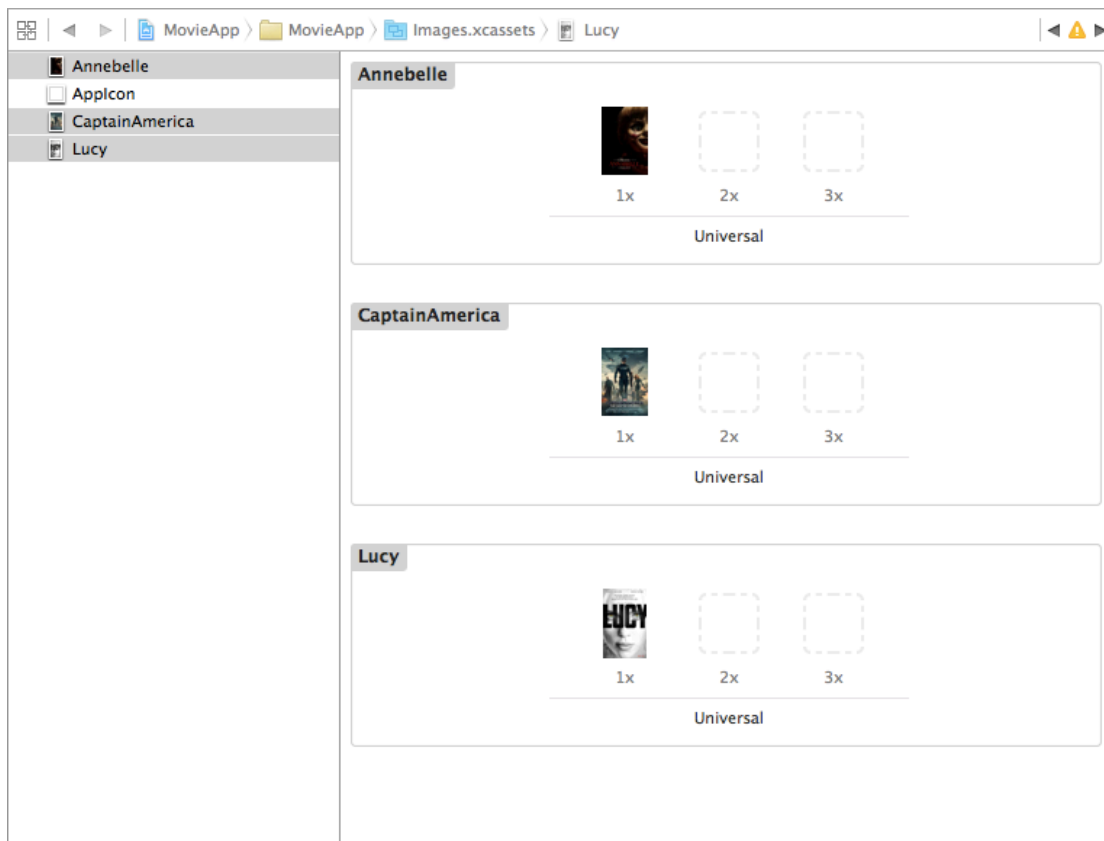 MovieApp MovieApp Images.xcassets Lucy
Annebelle
AppIcon
CaptainAmerica
Lucy
Annebelle
1x 2x 3x
Universal
CaptainAmerica
1x 2x 3x
Universal
Lucy
LUCY
1x 2x 3x
Universal